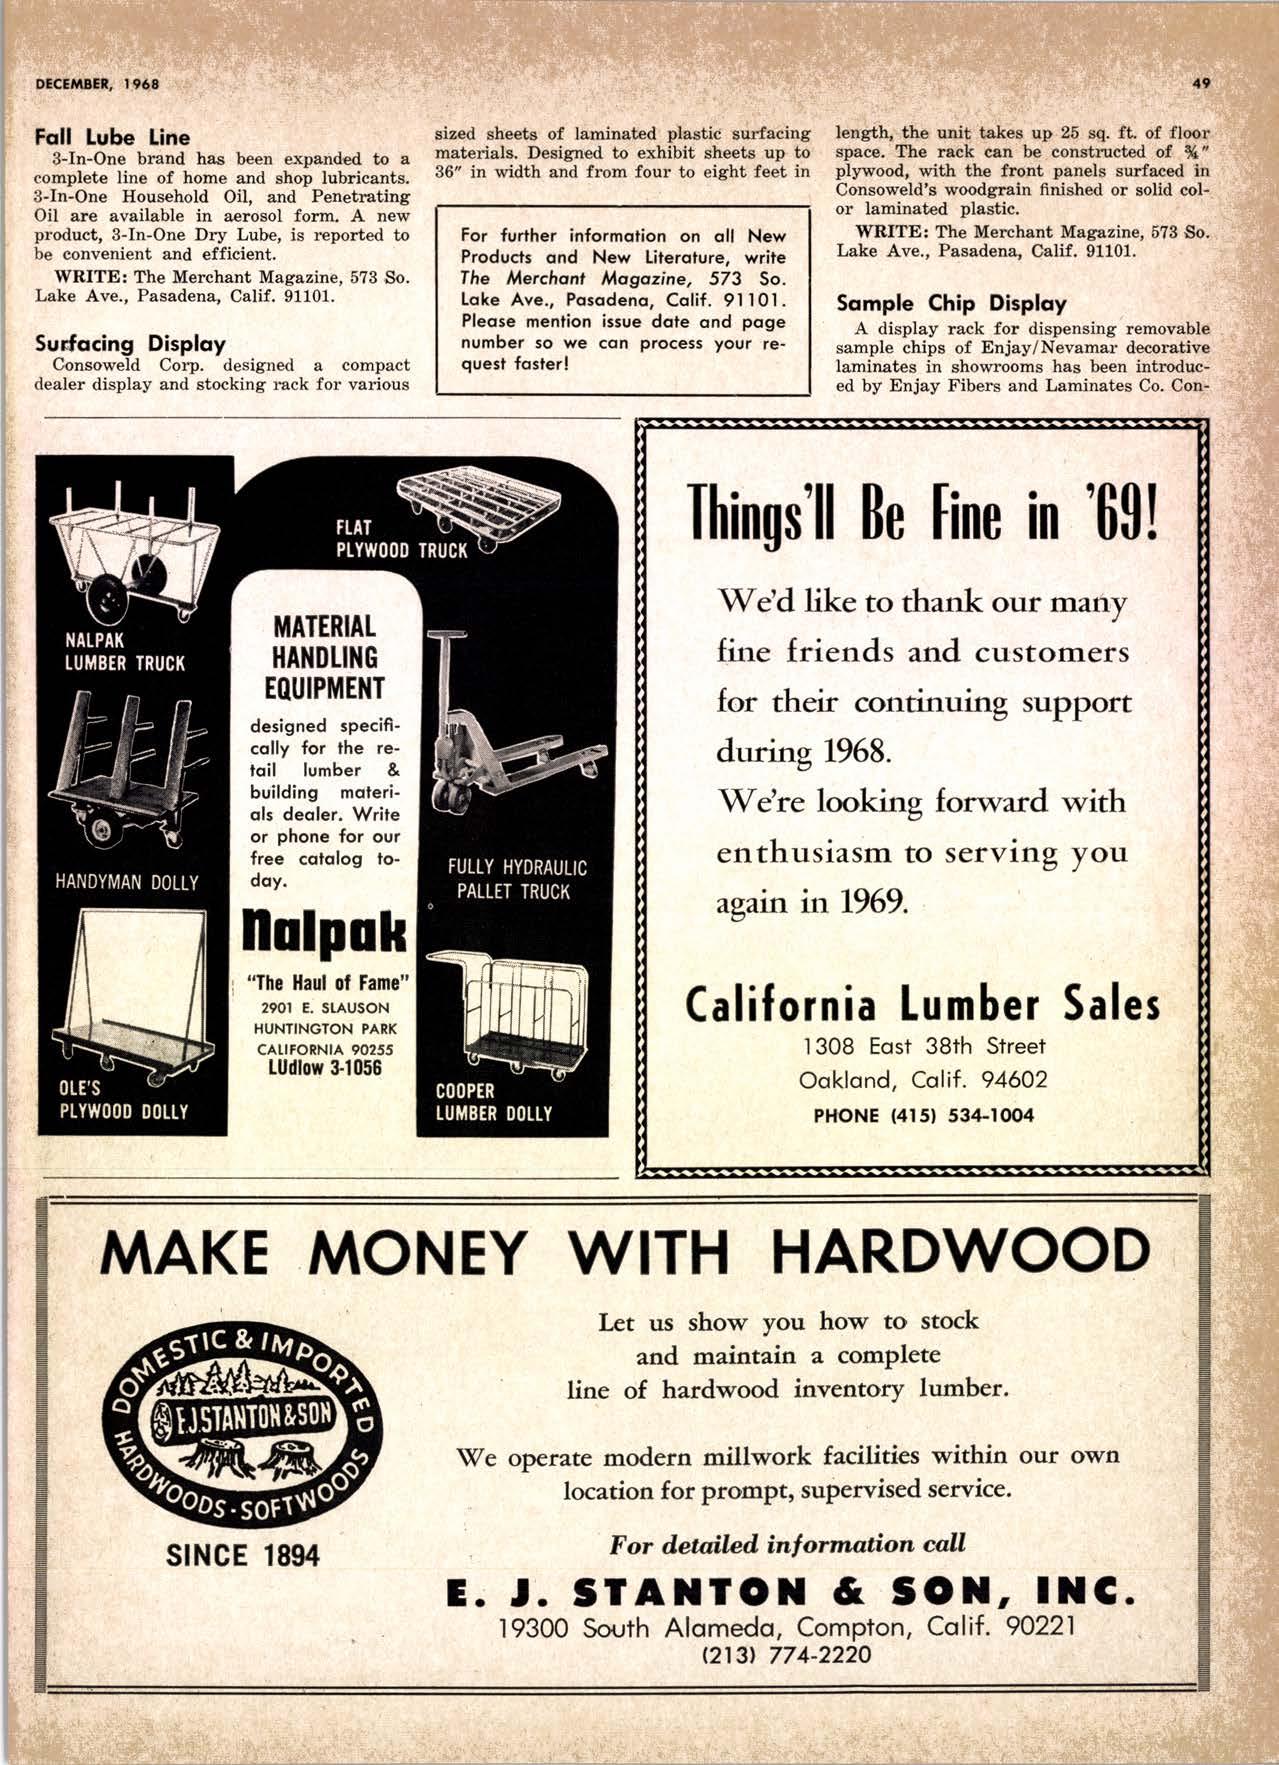 DECEMBER, 1968
49
Fall Lube Line
3-In-One brand has been expanded to a
complete line of home and shop lubricants.
3-In-One Household Oil, and Penetrating
Oil are available in aerosol form. A new
product, 3-In-One Dry Lube, is reported to
be convenient and efficient.
WRITE: The Merchant Magazine, 573 So.
Lake Ave., Pasadena, Calif. 91101.
Surfacing Display
Consoweld Corp. designed a compact
dealer display and stocking rack for various
sized sheets of laminated plastic surfacing
materials. Designed to exhibit sheets up to
36" in width and from four to eight feet in
For further information on all New
Products and New Literature, write
The Merchant Magazine, 573 So.
Lake Ave., Pasadena, Calif. 91101.
Please mention issue date and page
number so we can process your re-
quest faster!
length, the unit takes up 25 sq. ft. of floor
space. The rack can be constructed of ¾"
plywood, with the front panels surfaced in
Consoweld's woodgrain finished or solid col-
or laminated plastic.
WRITE: The Merchant Magazine, 573 So.
Lake Ave., Pasadena, Calif. 91101.
Sample Chip Display
A display rack for dispensing removable
sample chips of Enjay/Nevamar decorative
laminates in showrooms has been introduc-
ed by Enjay Fibers and Laminates Co. Con-
FLAT
PLYWOOD TRUCK
NALPAK
LUMBER TRUCK
HANDYMAN DOLLY
OLE'S
PLYWOOD DOLLY
MATERIAL
HANDLING
EQUIPMENT
designed specifi-
cally for the re-
tail lumber &
building materi-
als dealer. Write
or phone for our
free catalog to-
day.
nalpak
"The Haul of Fame"
2901 E. SLAUSON
HUNTINGTON PARK
CALIFORNIA 90255
LUdlow 3-1056
FULLY HYDRAULIC
PALLET TRUCK
COOPER
LUMBER DOLLY
Things'll Be Fine in '69!
We'd like to thank our many
fine friends and customers
for their continuing support
during 1968.
We're looking forward with
enthusiasm to serving you
again in 1969.
California Lumber Sales
1308 East 38th Street
Oakland, Calif. 94602
PHONE (415) 534-1004
MAKE MONEY WITH HARDWOOD
DOMESTIC & IMPORTED
E.J. STANTON & SON
HARDWOODS - SOFTWOODS
SINCE 1894
Let us show you how to stock
and maintain a complete
line of hardwood inventory lumber.
We operate modern millwork facilities within our own
location for prompt, supervised service.
For detailed information call
E. J. STANTON & SON, INC.
19300 South Alameda, Compton, Calif. 90221
(213) 774-2220